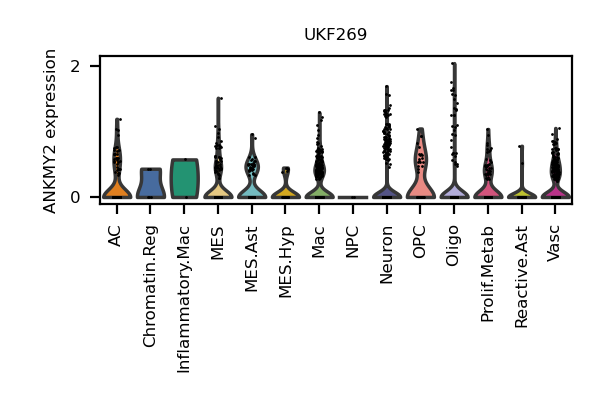 UKF269
ANKMY2 expression
2
0
AC
Chromatin.Reg
Inflammatory.Mac
MES
MES.Ast
MES.Hyp
Mac
NPC
Neuron
OPC
Oligo
Prolif.Metab
Reactive.Ast
Vasc